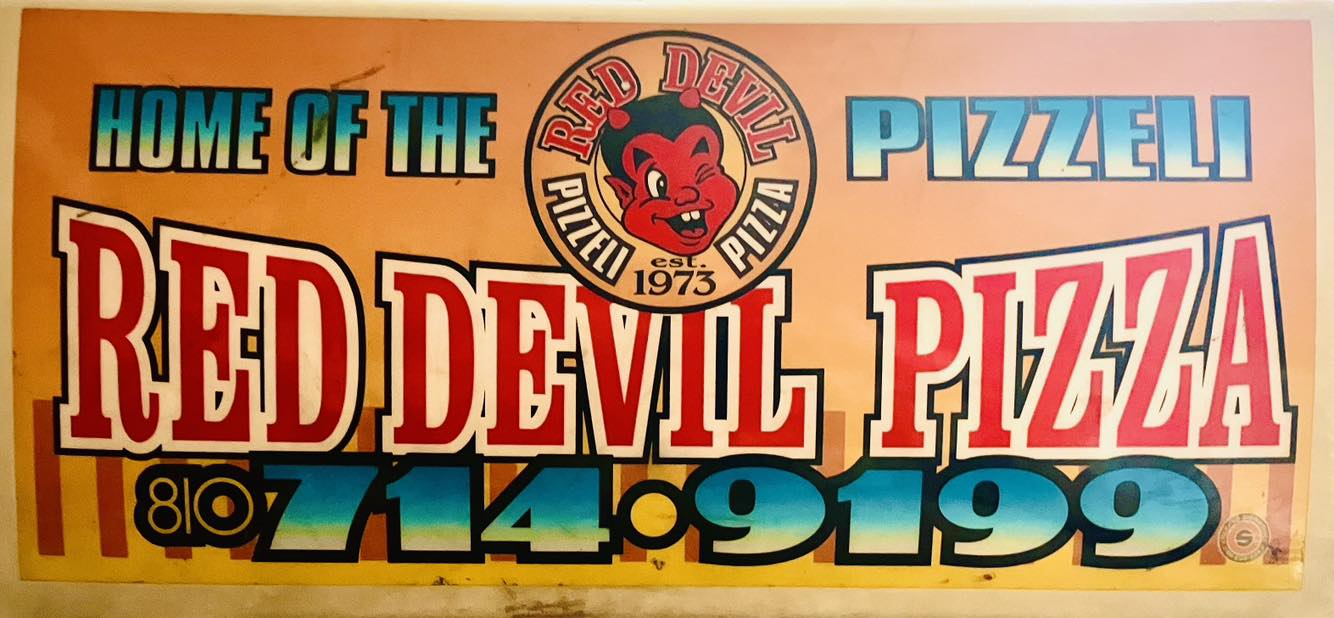 HOME OF THE
RED DEVIL
PIZZELI PIZZA
est.
1973
PIZZELI
RED DEVIL PIZZA
810 714•9199
S